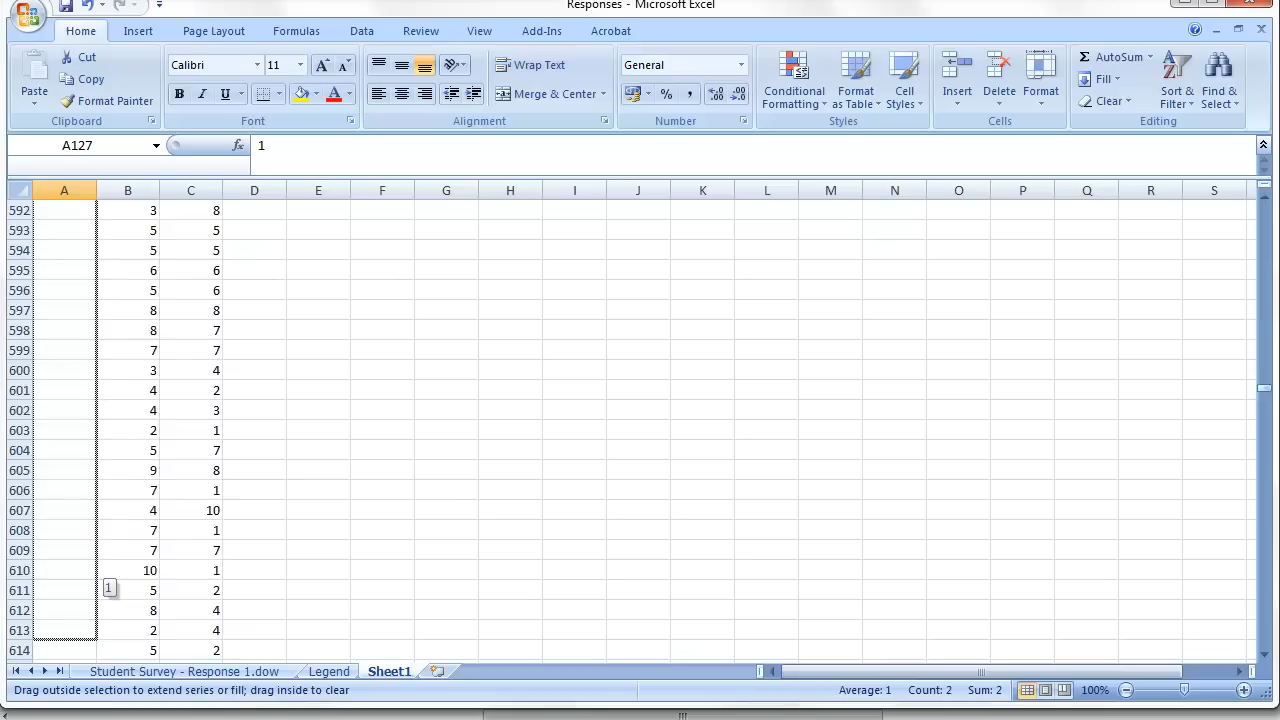 Responses - Microsoft Excel
Home Insert Page Layout Formulas Data Review View Add-Ins Acrobat
Paste Cut Copy Format Painter
Calibri 11
B I U
Wrap Text
Merge & Center
General
% ,
Conditional Formatting Format as Table Cell Styles
Insert Delete Format
Σ AutoSum Fill Clear
Sort & Filter Find & Select
Clipboard Font Alignment Number Styles Cells Editing
A127 fx 1
A B C D E F G H I J K L M N O P Q R S
592 3 8
593 5 5
594 5 5
595 6 6
596 5 6
597 8 8
598 8 7
599 7 7
600 3 4
601 4 2
602 4 3
603 2 1
604 5 7
605 9 8
606 7 1
607 4 10
608 7 1
609 7 7
610 10 1
611 1 5 2
612 8 4
613 2 4
614 5 2
Student Survey - Response 1.dow Legend Sheet1
Drag outside selection to extend series or fill; drag inside to clear Average: 1 Count: 2 Sum: 2 100%